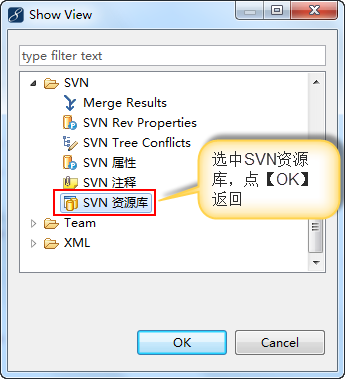 Show View
type filter text
SVN
Merge Results
SVN Rev Properties
SVN Tree Conflicts
SVN 属性
SVN 注释
SVN 资源库
Team
XML
选中SVN资源
库，点【OK】
返回
OK
Cancel